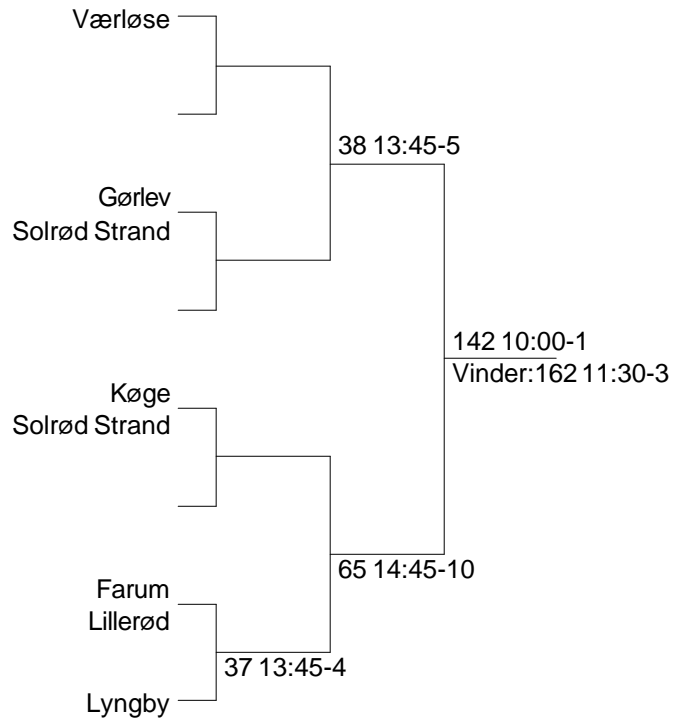 Værløse
38 13:45-5
Gørlev
Solrød Strand
142 10:00-1
Vinder:162 11:30-3
Køge
Solrød Strand
65 14:45-10
Farum
Lillerød
37 13:45-4
Lyngby